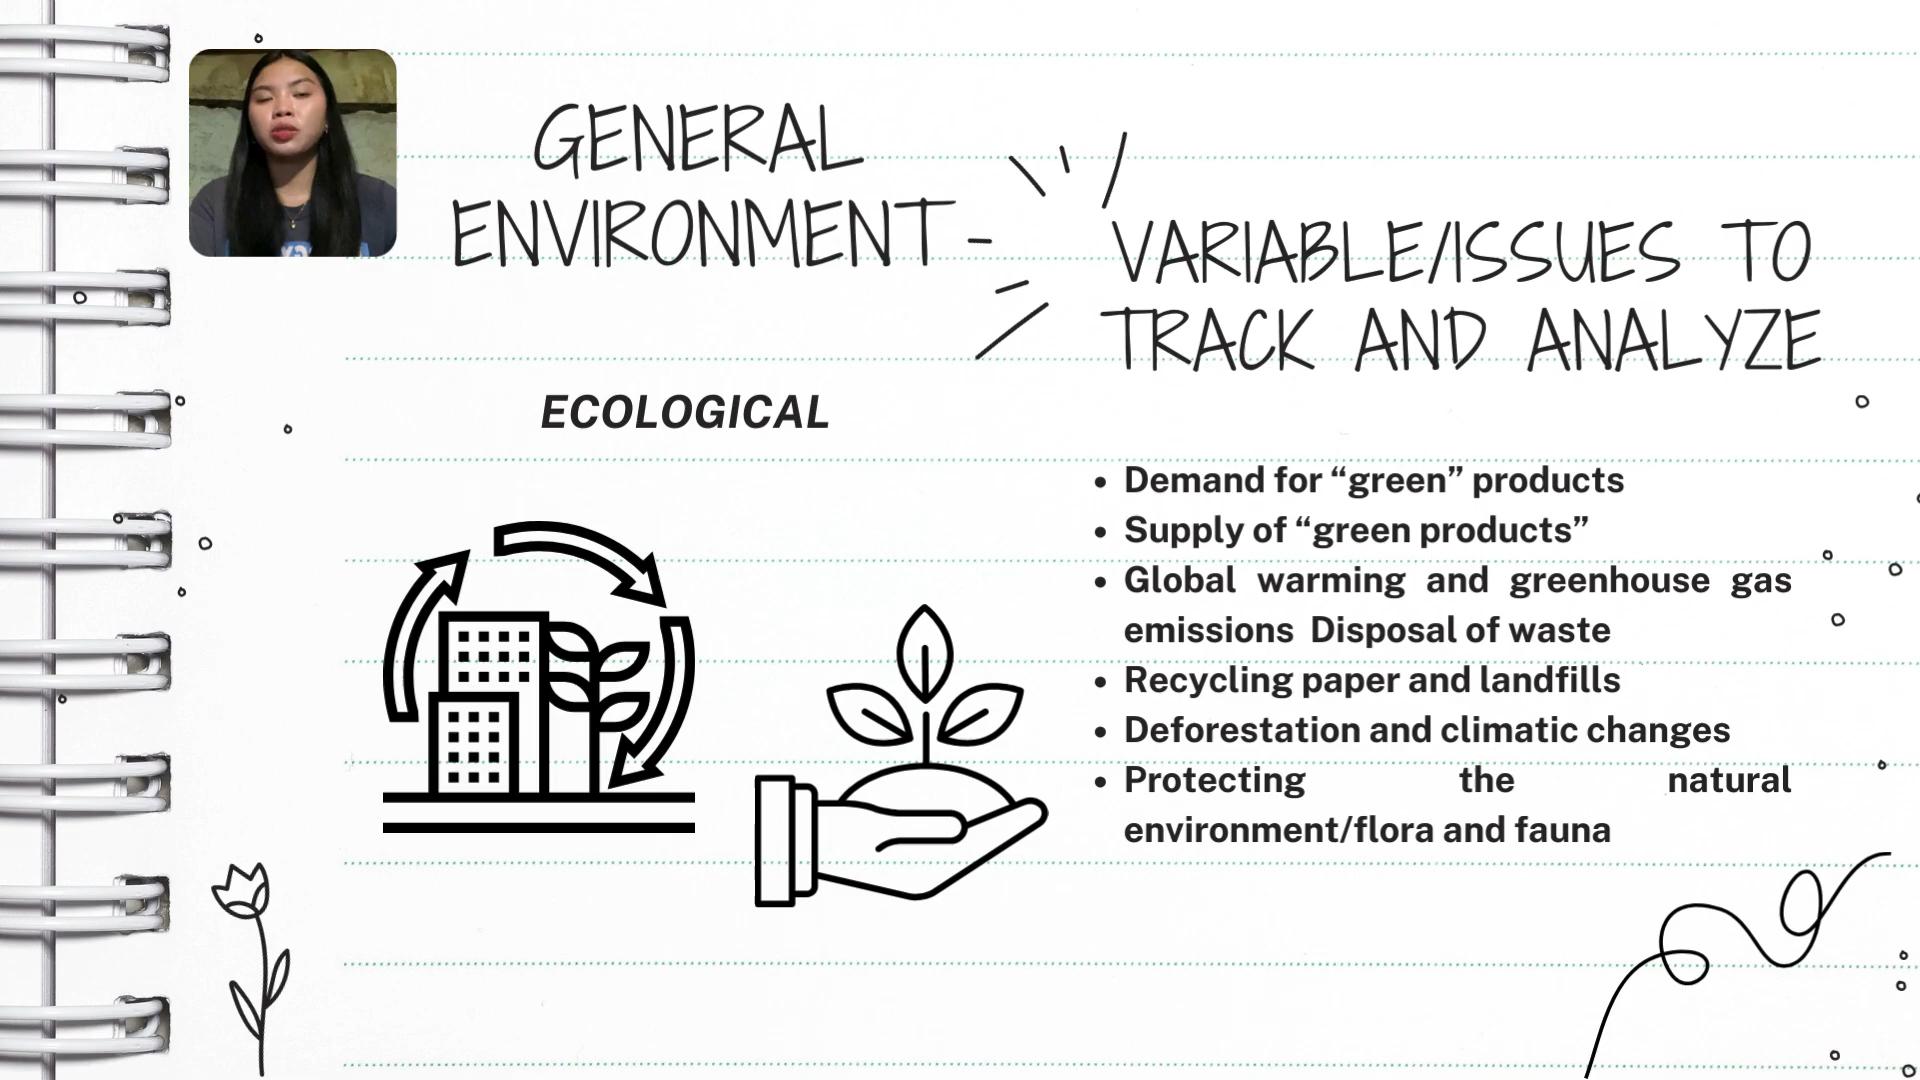 GENERAL
ENVIRONMENT
VARIABLE/ISSUES TO
TRACK AND ANALYZE
ECOLOGICAL
• Demand for “green” products
• Supply of “green products”
• Global warming and greenhouse gas
emissions Disposal of waste
• Recycling paper and landfills
• Deforestation and climatic changes
• Protecting the natural
environment/flora and fauna